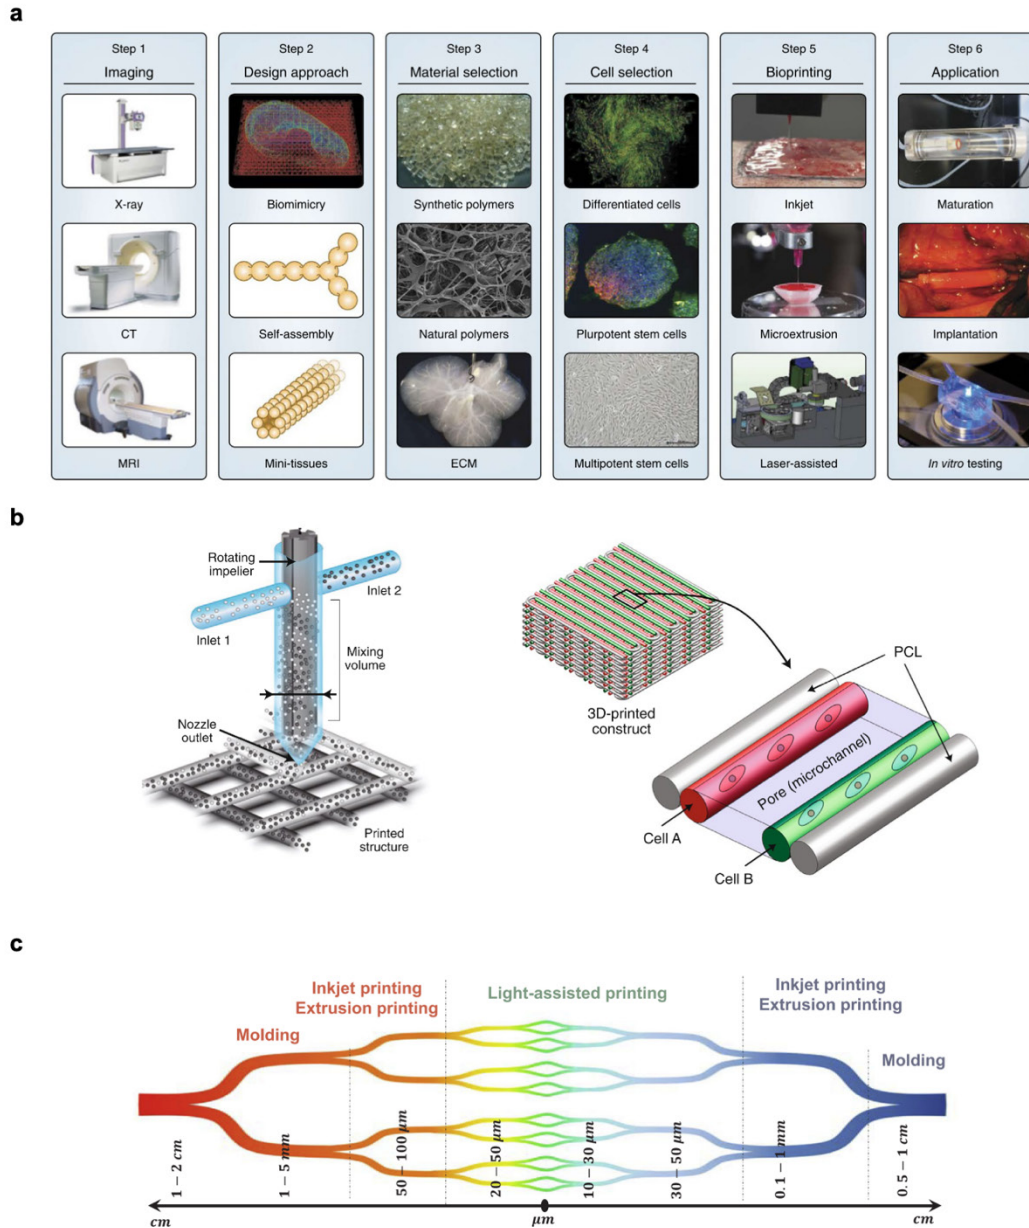 a
Step 1
Imaging
X-ray
CT
MRI
Step 2
Design approach
Biomimicry
Self-assembly
Mini-tissues
Step 3
Material selection
Synthetic polymers
Natural polymers
ECM
Step 4
Cell selection
Differentiated cells
Plurpotent stem cells
Multipotent stem cells
Step 5
Bioprinting
Inkjet
Microextrusion
Laser-assisted
Step 6
Application
Maturation
Implantation
In vitro testing
b
Rotating
impelier
Inlet 2
Inlet 1
Mixing
volume
Nozzle
outlet
Printed
structure
3D-printed
construct
PCL
Pore (microchannel)
Cell A
Cell B
c
Inkjet printing
Extrusion printing
Light-assisted printing
Inkjet printing
Extrusion printing
Molding
Molding
1 – 2 cm
1 – 5 mm
50 – 100 μm
20 – 50 μm
10 – 30 μm
30 – 50 μm
0.1 – 1 mm
0.5 – 1 cm
cm
μm
cm